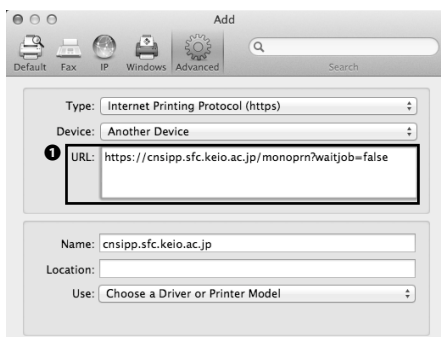 Add
Default Fax IP Windows Advanced Search
Type: Internet Printing Protocol (https)
Device: Another Device
❶ URL: https://cnsipp.sfc.keio.ac.jp/monoprn?waitjob=false
Name: cnsipp.sfc.keio.ac.jp
Location:
Use: Choose a Driver or Printer Model